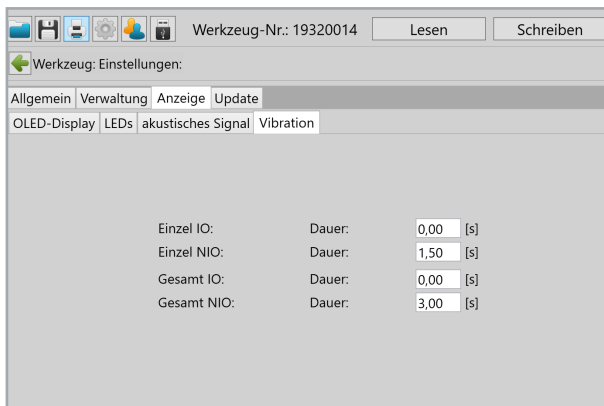 Werkzeug-Nr.: 19320014 Lesen Schreiben
Werkzeug: Einstellungen:
Allgemein Verwaltung Anzeige Update
OLED-Display LEDs akustisches Signal Vibration
Einzel IO: Dauer: 0,00 [s]
Einzel NIO: Dauer: 1,50 [s]
Gesamt IO: Dauer: 0,00 [s]
Gesamt NIO: Dauer: 3,00 [s]